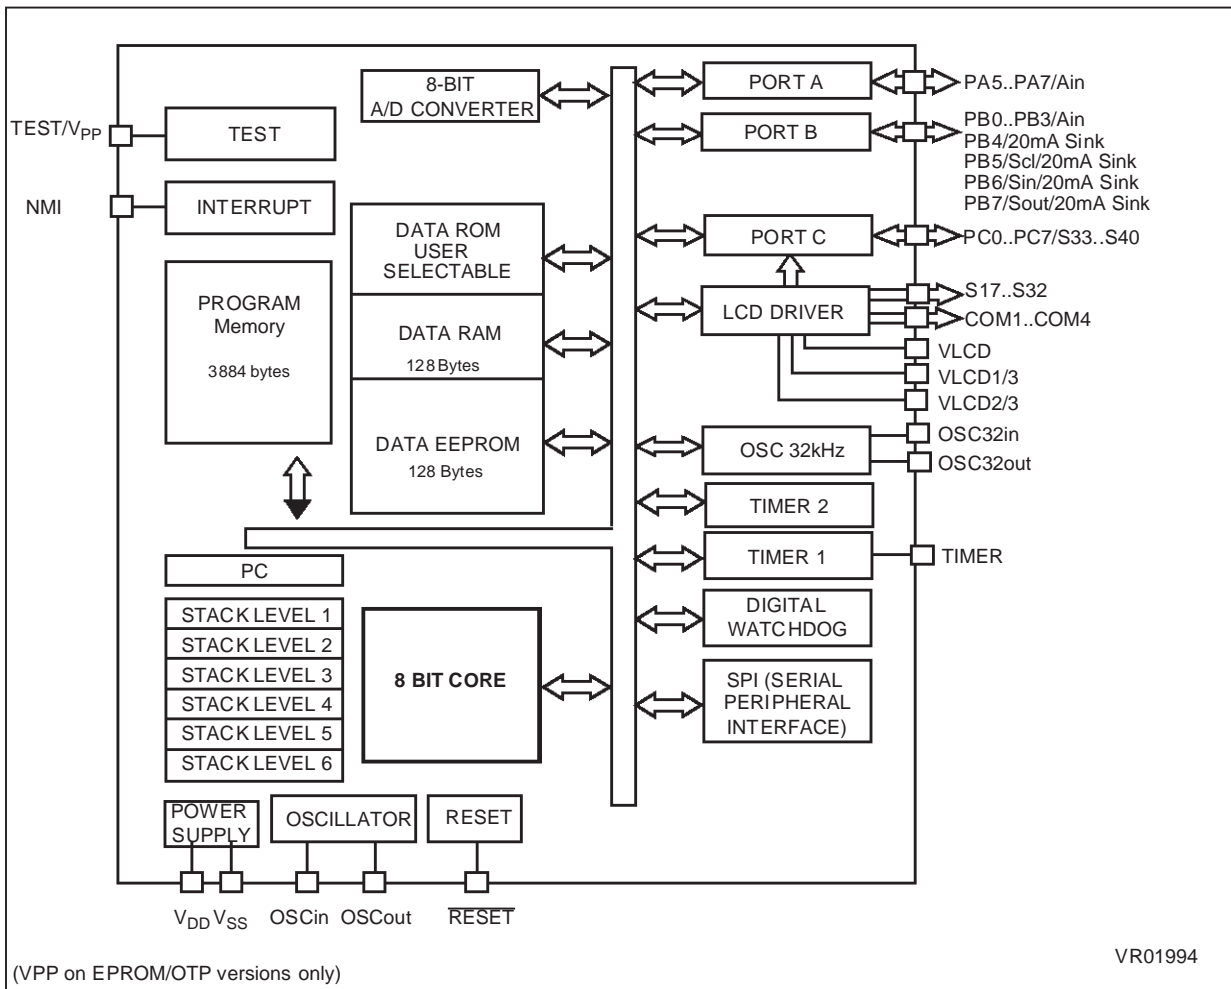 8-BIT
A/D CONVERTER
PORT A
PA5..PA7/Ain
TEST/VPP
TEST
PORT B
PB0..PB3/Ain
PB4/20mA Sink
PB5/Scl/20mA Sink
PB6/Sin/20mA Sink
PB7/Sout/20mA Sink
NMI
INTERRUPT
DATA ROM
USER
SELECTABLE
PORT C
PC0..PC7/S33..S40
PROGRAM
Memory
3884 bytes
DATA RAM
128 Bytes
LCD DRIVER
S17..S32
COM1..COM4
VLCD
VLCD1/3
VLCD2/3
DATA EEPROM
128 Bytes
OSC 32kHz
OSC32in
OSC32out
TIMER 2
TIMER 1
TIMER
PC
STACK LEVEL 1
STACK LEVEL 2
STACK LEVEL 3
STACK LEVEL 4
STACK LEVEL 5
STACK LEVEL 6
8 BIT CORE
DIGITAL
WATCHDOG
SPI (SERIAL
PERIPHERAL
INTERFACE)
POWER
SUPPLY
OSCILLATOR
RESET
VDD VSS
OSCin OSCout
RESET
VR01994
(VPP on EPROM/OTP versions only)